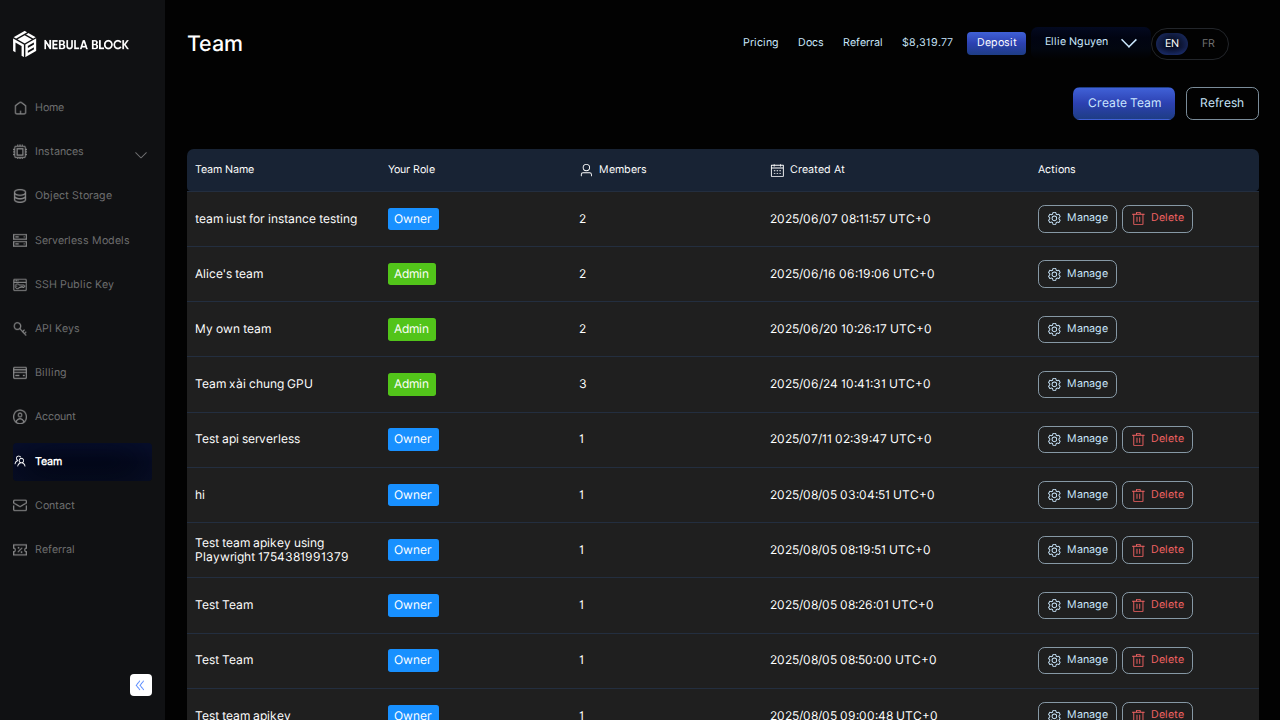 NEBULA BLOCK
Team
Pricing
Docs
Referral
$8,319.77
Deposit
Ellie Nguyen
EN
FR
Home
Instances
Object Storage
Serverless Models
SSH Public Key
API Keys
Billing
Account
Team
Contact
Referral
Create Team
Refresh
Team Name Your Role Members Created At Actions
team iust for instance testing Owner 2 2025/06/07 08:11:57 UTC+0 Manage Delete
Alice's team Admin 2 2025/06/16 06:19:06 UTC+0 Manage
My own team Admin 2 2025/06/20 10:26:17 UTC+0 Manage
Team xài chung GPU Admin 3 2025/06/24 10:41:31 UTC+0 Manage
Test api serverless Owner 1 2025/07/11 02:39:47 UTC+0 Manage Delete
hi Owner 1 2025/08/05 03:04:51 UTC+0 Manage Delete
Test team apikey using
Playwright 1754381991379 Owner 1 2025/08/05 08:19:51 UTC+0 Manage Delete
Test Team Owner 1 2025/08/05 08:26:01 UTC+0 Manage Delete
Test Team Owner 1 2025/08/05 08:50:00 UTC+0 Manage Delete
Test team apikey Owner 1 2025/08/05 09:00:48 UTC+0 Manage Delete